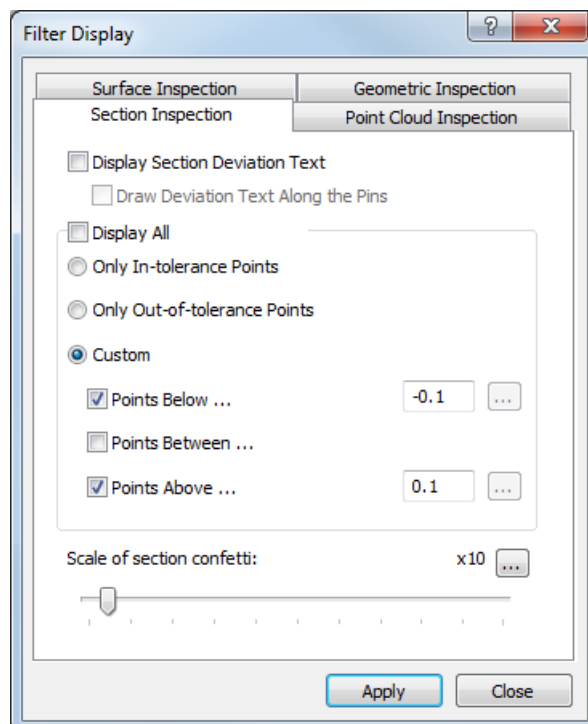 Filter Display
?
Surface Inspection Geometric Inspection
Section Inspection Point Cloud Inspection
Display Section Deviation Text
Draw Deviation Text Along the Pins
Display All
Only In-tolerance Points
Only Out-of-tolerance Points
Custom
Points Below ... -0.1 ...
Points Between ...
Points Above ... 0.1 ...
Scale of section confetti: x10 ...
Apply Close